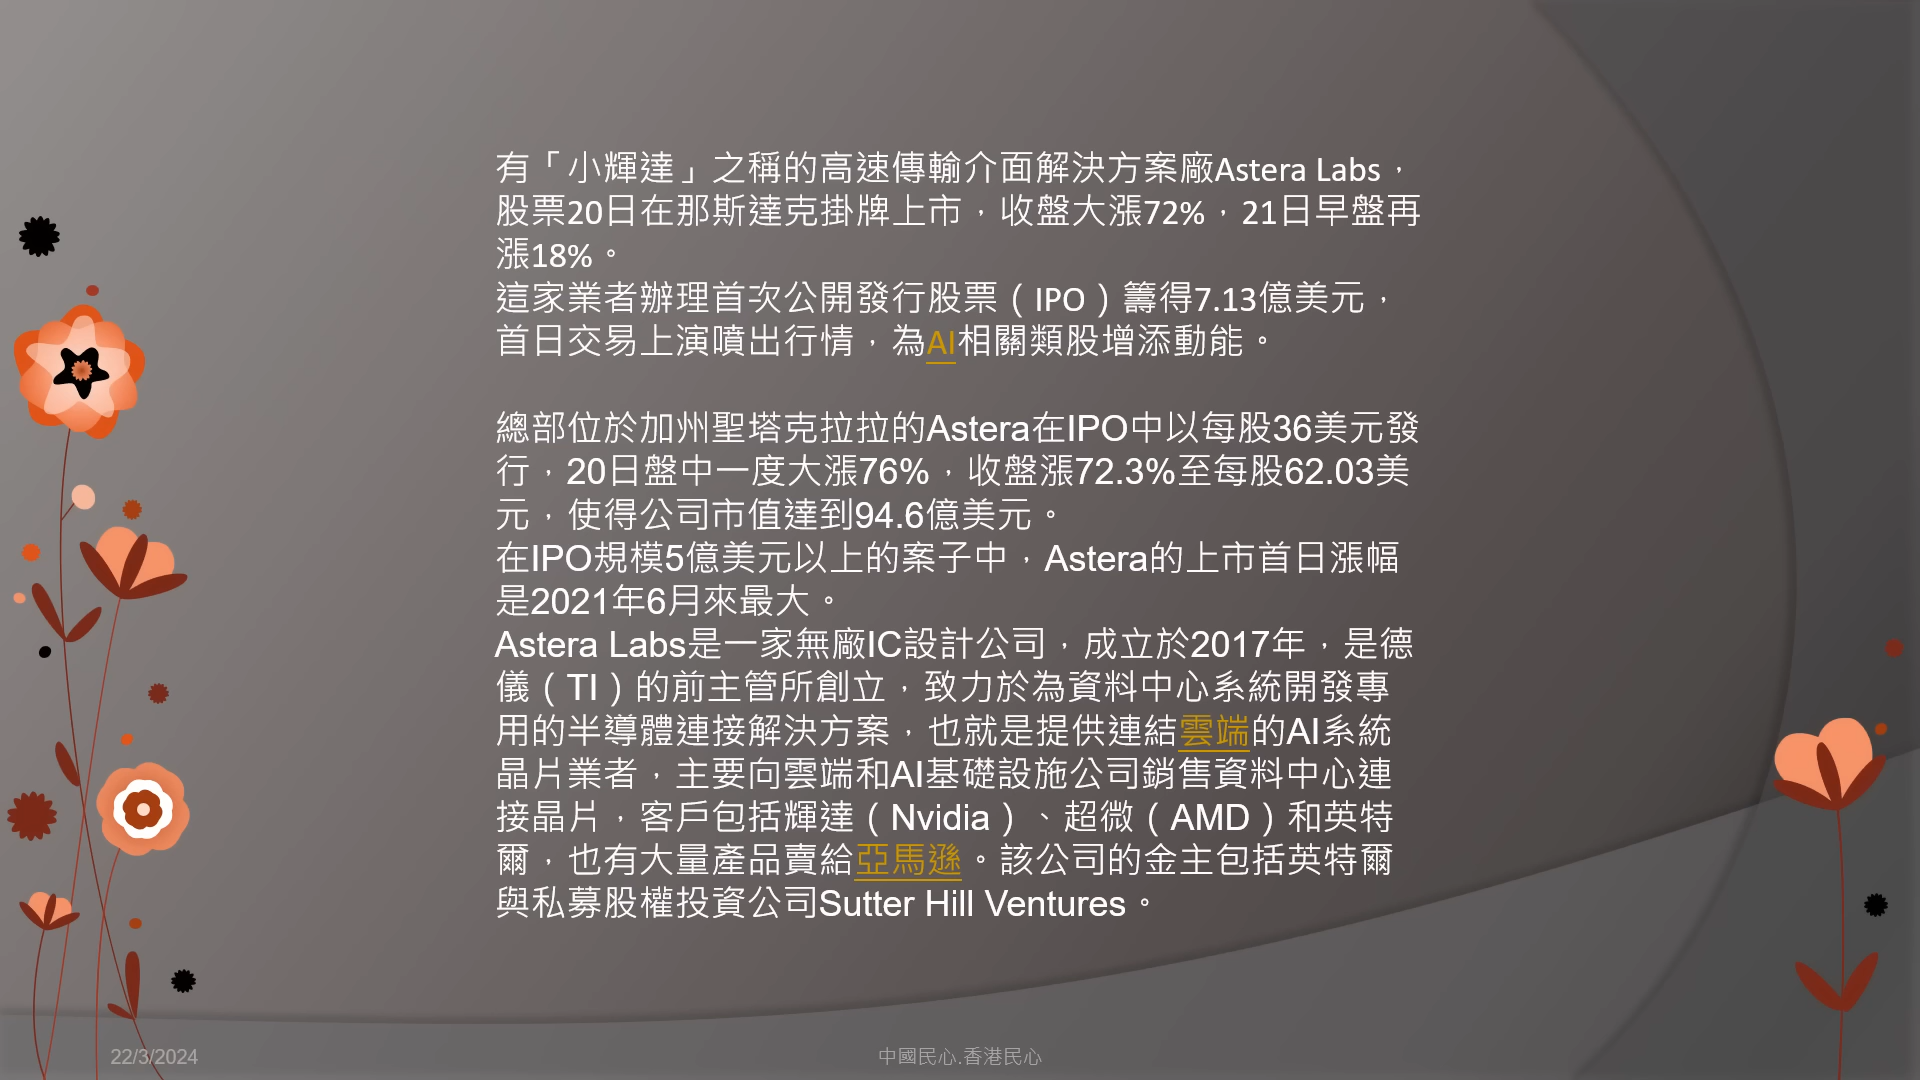 有「小輝達」之稱的高速傳輸介面解決方案廠Astera Labs，
股票20日在那斯達克掛牌上市，收盤大漲72%，21日早盤再
漲18%。
這家業者辦理首次公開發行股票（IPO）籌得7.13億美元，
首日交易上演噴出行情，為AI相關類股增添動能。
總部位於加州聖塔克拉拉的Astera在IPO中以每股36美元發
行，20日盤中一度大漲76%，收盤漲72.3%至每股62.03美
元，使得公司市值達到94.6億美元。
在IPO規模5億美元以上的案子中，Astera的上市首日漲幅
是2021年6月來最大。
Astera Labs是一家無廠IC設計公司，成立於2017年，是德
儀（TI）的前主管所創立，致力於為資料中心系統開發專
用的半導體連接解決方案，也就是提供連結雲端的AI系統
晶片業者，主要向雲端和AI基礎設施公司銷售資料中心連
接晶片，客戶包括輝達（Nvidia）、超微（AMD）和英特
爾，也有大量產品賣給亞馬遜。該公司的金主包括英特爾
與私募股權投資公司Sutter Hill Ventures。
22/3/2024
中國民心.香港民心